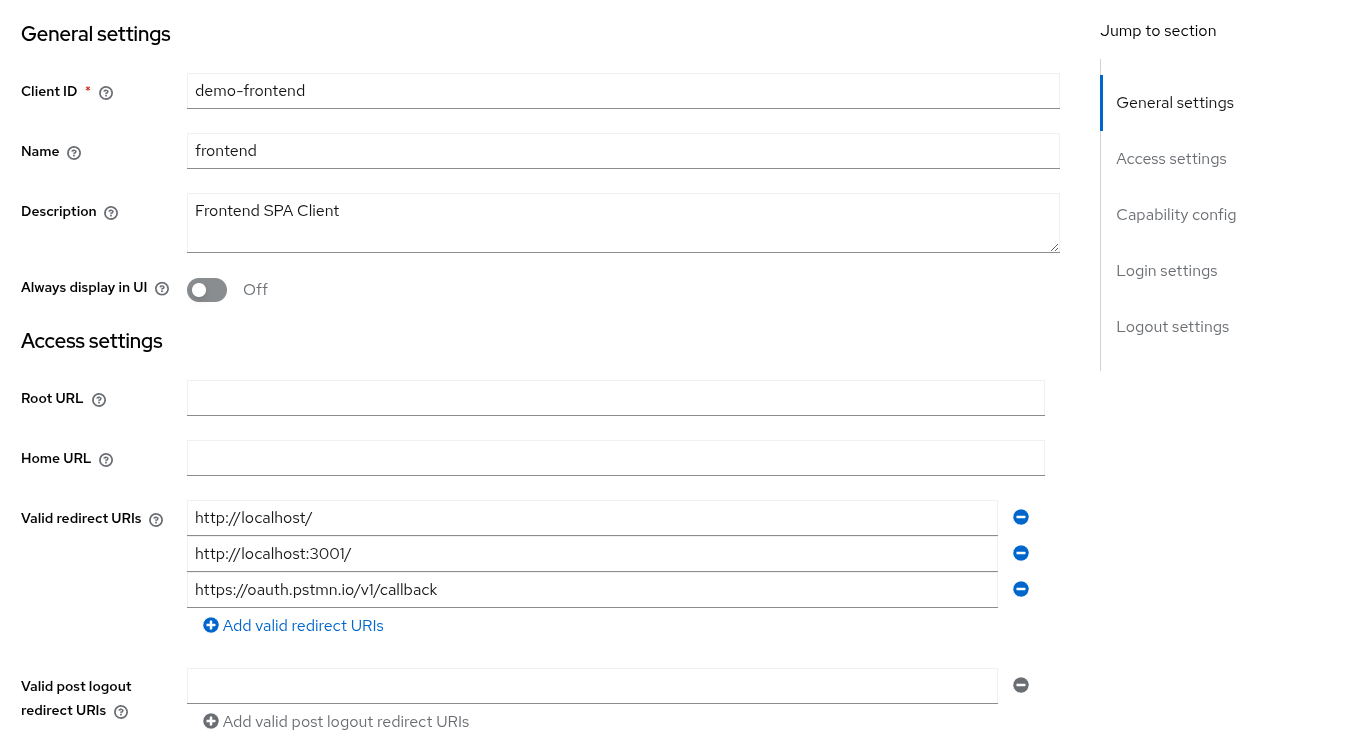 General settings
Client ID *
demo-frontend
Name
frontend
Description
Frontend SPA Client
Always display in UI
Off
Access settings
Root URL
Home URL
Valid redirect URIs
http://localhost/
http://localhost:3001/
https://oauth.pstmn.io/v1/callback
Add valid redirect URIs
Valid post logout
redirect URIs
Add valid post logout redirect URIs
Jump to section
General settings
Access settings
Capability config
Login settings
Logout settings